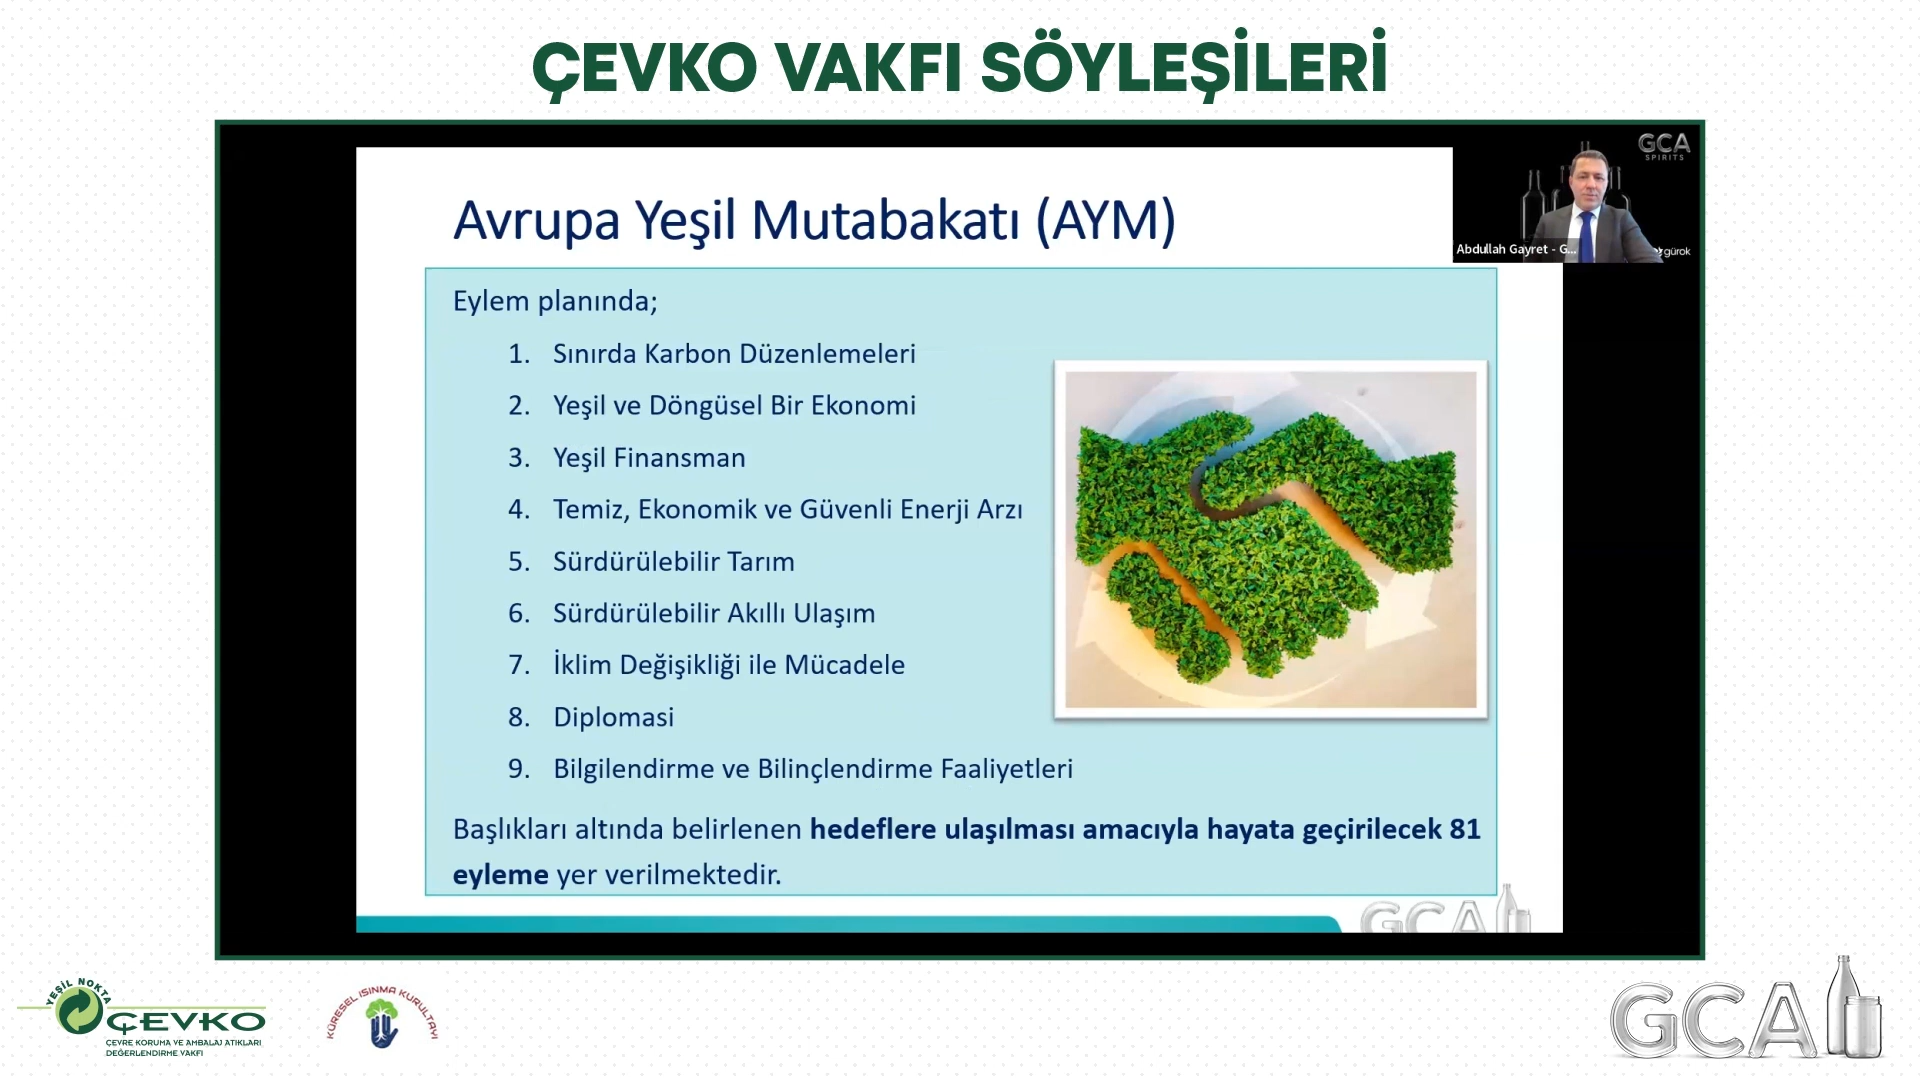 ÇEVKO VAKFI SÖYLEŞİLERİ
GCA
SPIRITS
Abdullah Gayret - G...
gürok
Avrupa Yeşil Mutabakatı (AYM)
Eylem planında;
1. Sınırda Karbon Düzenlemeleri
2. Yeşil ve Döngüsel Bir Ekonomi
3. Yeşil Finansman
4. Temiz, Ekonomik ve Güvenli Enerji Arzı
5. Sürdürülebilir Tarım
6. Sürdürülebilir Akıllı Ulaşım
7. İklim Değişikliği ile Mücadele
8. Diplomasi
9. Bilgilendirme ve Bilinçlendirme Faaliyetleri
Başlıkları altında belirlenen hedeflere ulaşılması amacıyla hayata geçirilecek 81
eyleme yer verilmektedir.
GCA
YEŞİL NOKTA
ÇEVKO
ÇEVRE KORUMA VE AMBALAJ ATIKLARI
DEĞERLENDİRME VAKFI
KÜRESEL ISINMA KURULTAYI
GCA